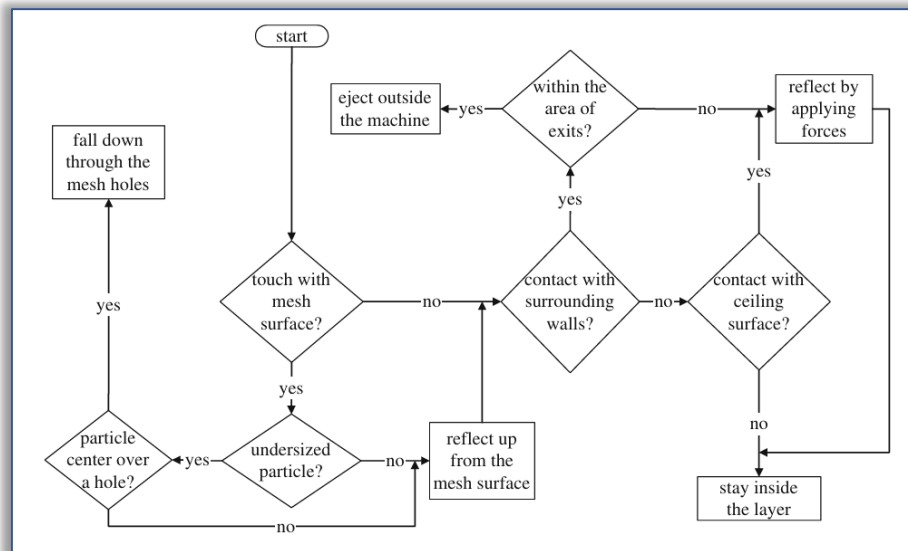 start
within the
area of
exits?
eject outside
the machine
yes
no
reflect by
applying
forces
fall down
through the
mesh holes
yes
yes
touch with
mesh
surface?
no
contact with
surrounding
walls?
no
contact with
ceiling
surface?
yes
yes
no
particle
center over
a hole?
yes
undersized
particle?
no
reflect up
from the
mesh surface
stay inside
the layer
no